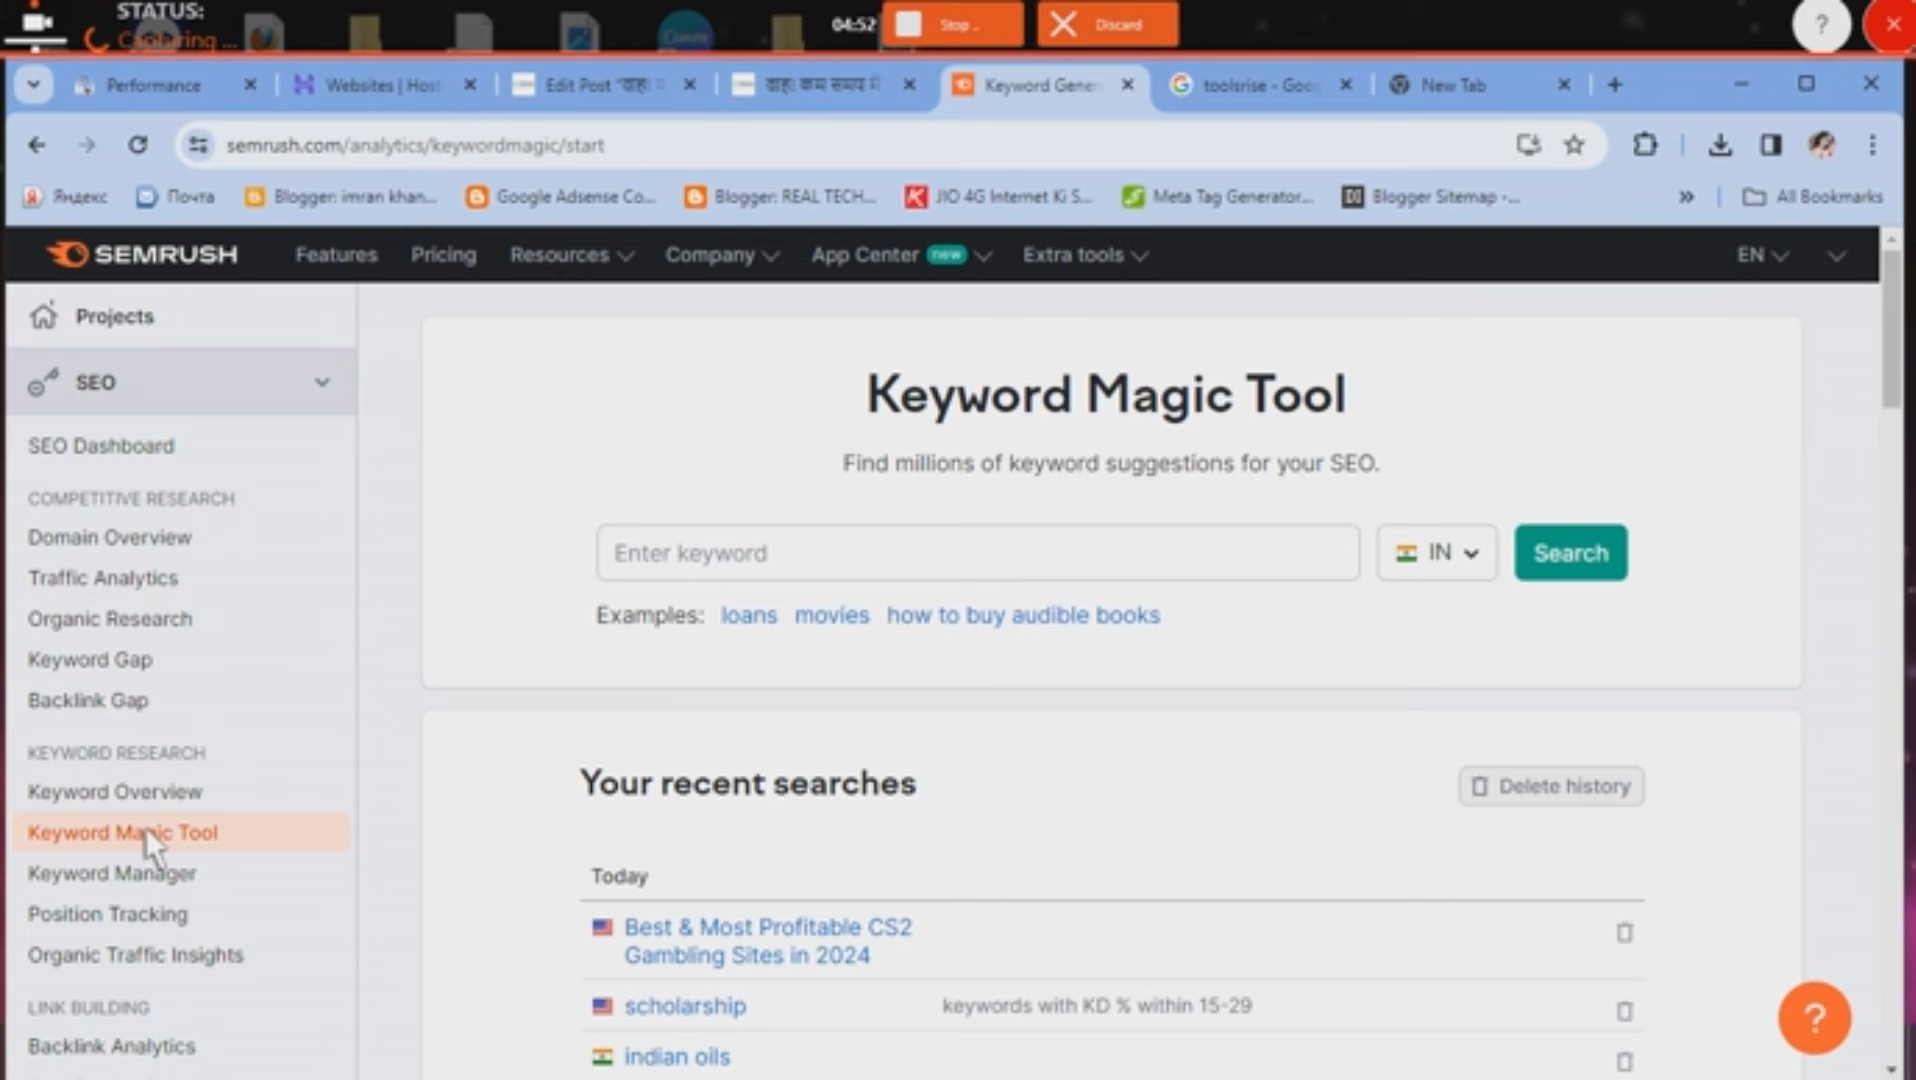 STATUS:
Capturing ...
04:52
Stop ..
Discard
?
Performance
Websites | Host
Edit Post "वाह!
वाह! कम समय में
Keyword Gener
toolsrise - Goo
New Tab
semrush.com/analytics/keywordmagic/start
Яндекс
Почта
Blogger: imran khan...
Google Adsense Co...
Blogger: REAL TECH...
JIO 4G Internet Ki S...
Meta Tag Generator...
Blogger Sitemap -...
»
All Bookmarks
SEMRUSH
Features
Pricing
Resources
Company
App Center new
Extra tools
EN
Projects
SEO
SEO Dashboard
COMPETITIVE RESEARCH
Domain Overview
Traffic Analytics
Organic Research
Keyword Gap
Backlink Gap
KEYWORD RESEARCH
Keyword Overview
Keyword Magic Tool
Keyword Manager
Position Tracking
Organic Traffic Insights
LINK BUILDING
Backlink Analytics
Keyword Magic Tool
Find millions of keyword suggestions for your SEO.
Enter keyword
IN
Search
Examples: loans movies how to buy audible books
Your recent searches
Delete history
Today
Best & Most Profitable CS2
Gambling Sites in 2024
scholarship keywords with KD % within 15-29
indian oils
?